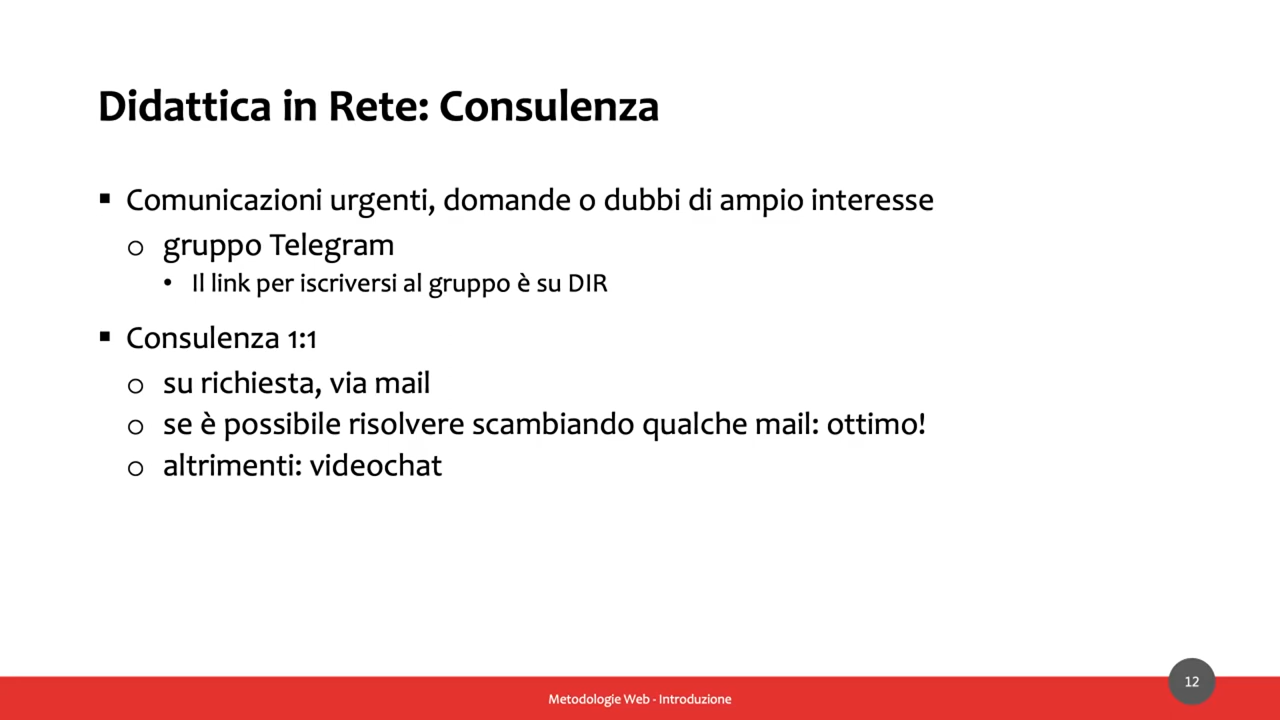 Didattica in Rete: Consulenza
▪ Comunicazioni urgenti, domande o dubbi di ampio interesse
o gruppo Telegram
• Il link per iscriversi al gruppo è su DIR
▪ Consulenza 1:1
o su richiesta, via mail
o se è possibile risolvere scambiando qualche mail: ottimo!
o altrimenti: videochat
12
Metodologie Web - Introduzione